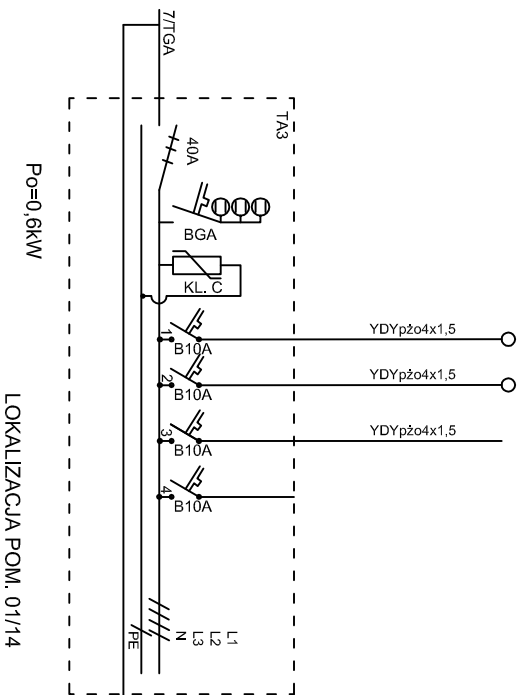 7/TGA
TA3
40A
BGA
KL. C
1
B10A
YDYpżo4x1,5
2
B10A
YDYpżo4x1,5
3
B10A
YDYpżo4x1,5
4
B10A
L1
L2
L3
N
PE
Po=0,6kW
LOKALIZACJA POM. 01/14